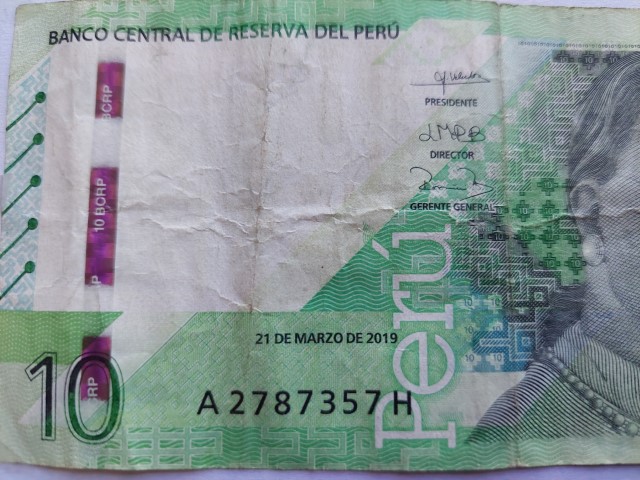 BANCO CENTRAL DE RESERVA DEL PERÚ
10
CRP
P
10 BCRP
BCRP
PRESIDENTE
DIRECTOR
GERENTE GENERAL
21 DE MARZO DE 2019
A2787357H
Perú